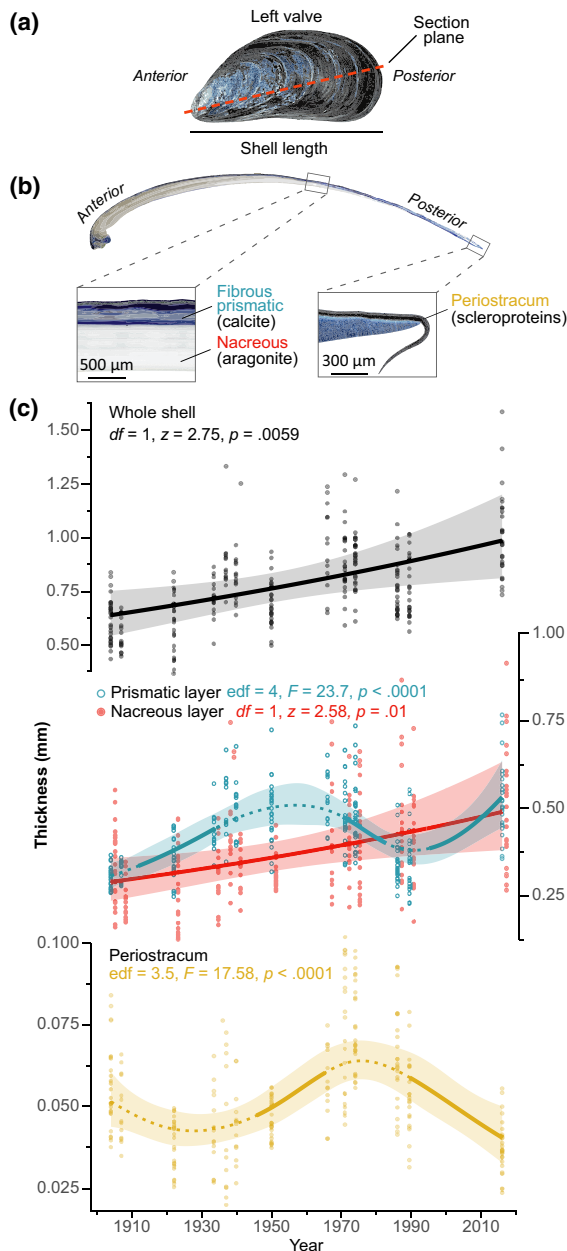 (a)
Left valve
Section
plane
Anterior
Posterior
Shell length
(b)
Anterior
Posterior
Fibrous
prismatic
(calcite)
Nacreous
(aragonite)
500 µm
Periostracum
(scleroproteins)
300 µm
(c)
Whole shell
df = 1, z = 2.75, p = .0059
1.50
1.25
1.00
0.75
0.50
Prismatic layer edf = 4, F = 23.7, p < .0001
Nacreous layer df = 1, z = 2.58, p = .01
1.00
0.75
0.50
0.25
Thickness (mm)
Periostracum
edf = 3.5, F = 17.58, p < .0001
0.100
0.075
0.050
0.025
1910 1930 1950 1970 1990 2010
Year